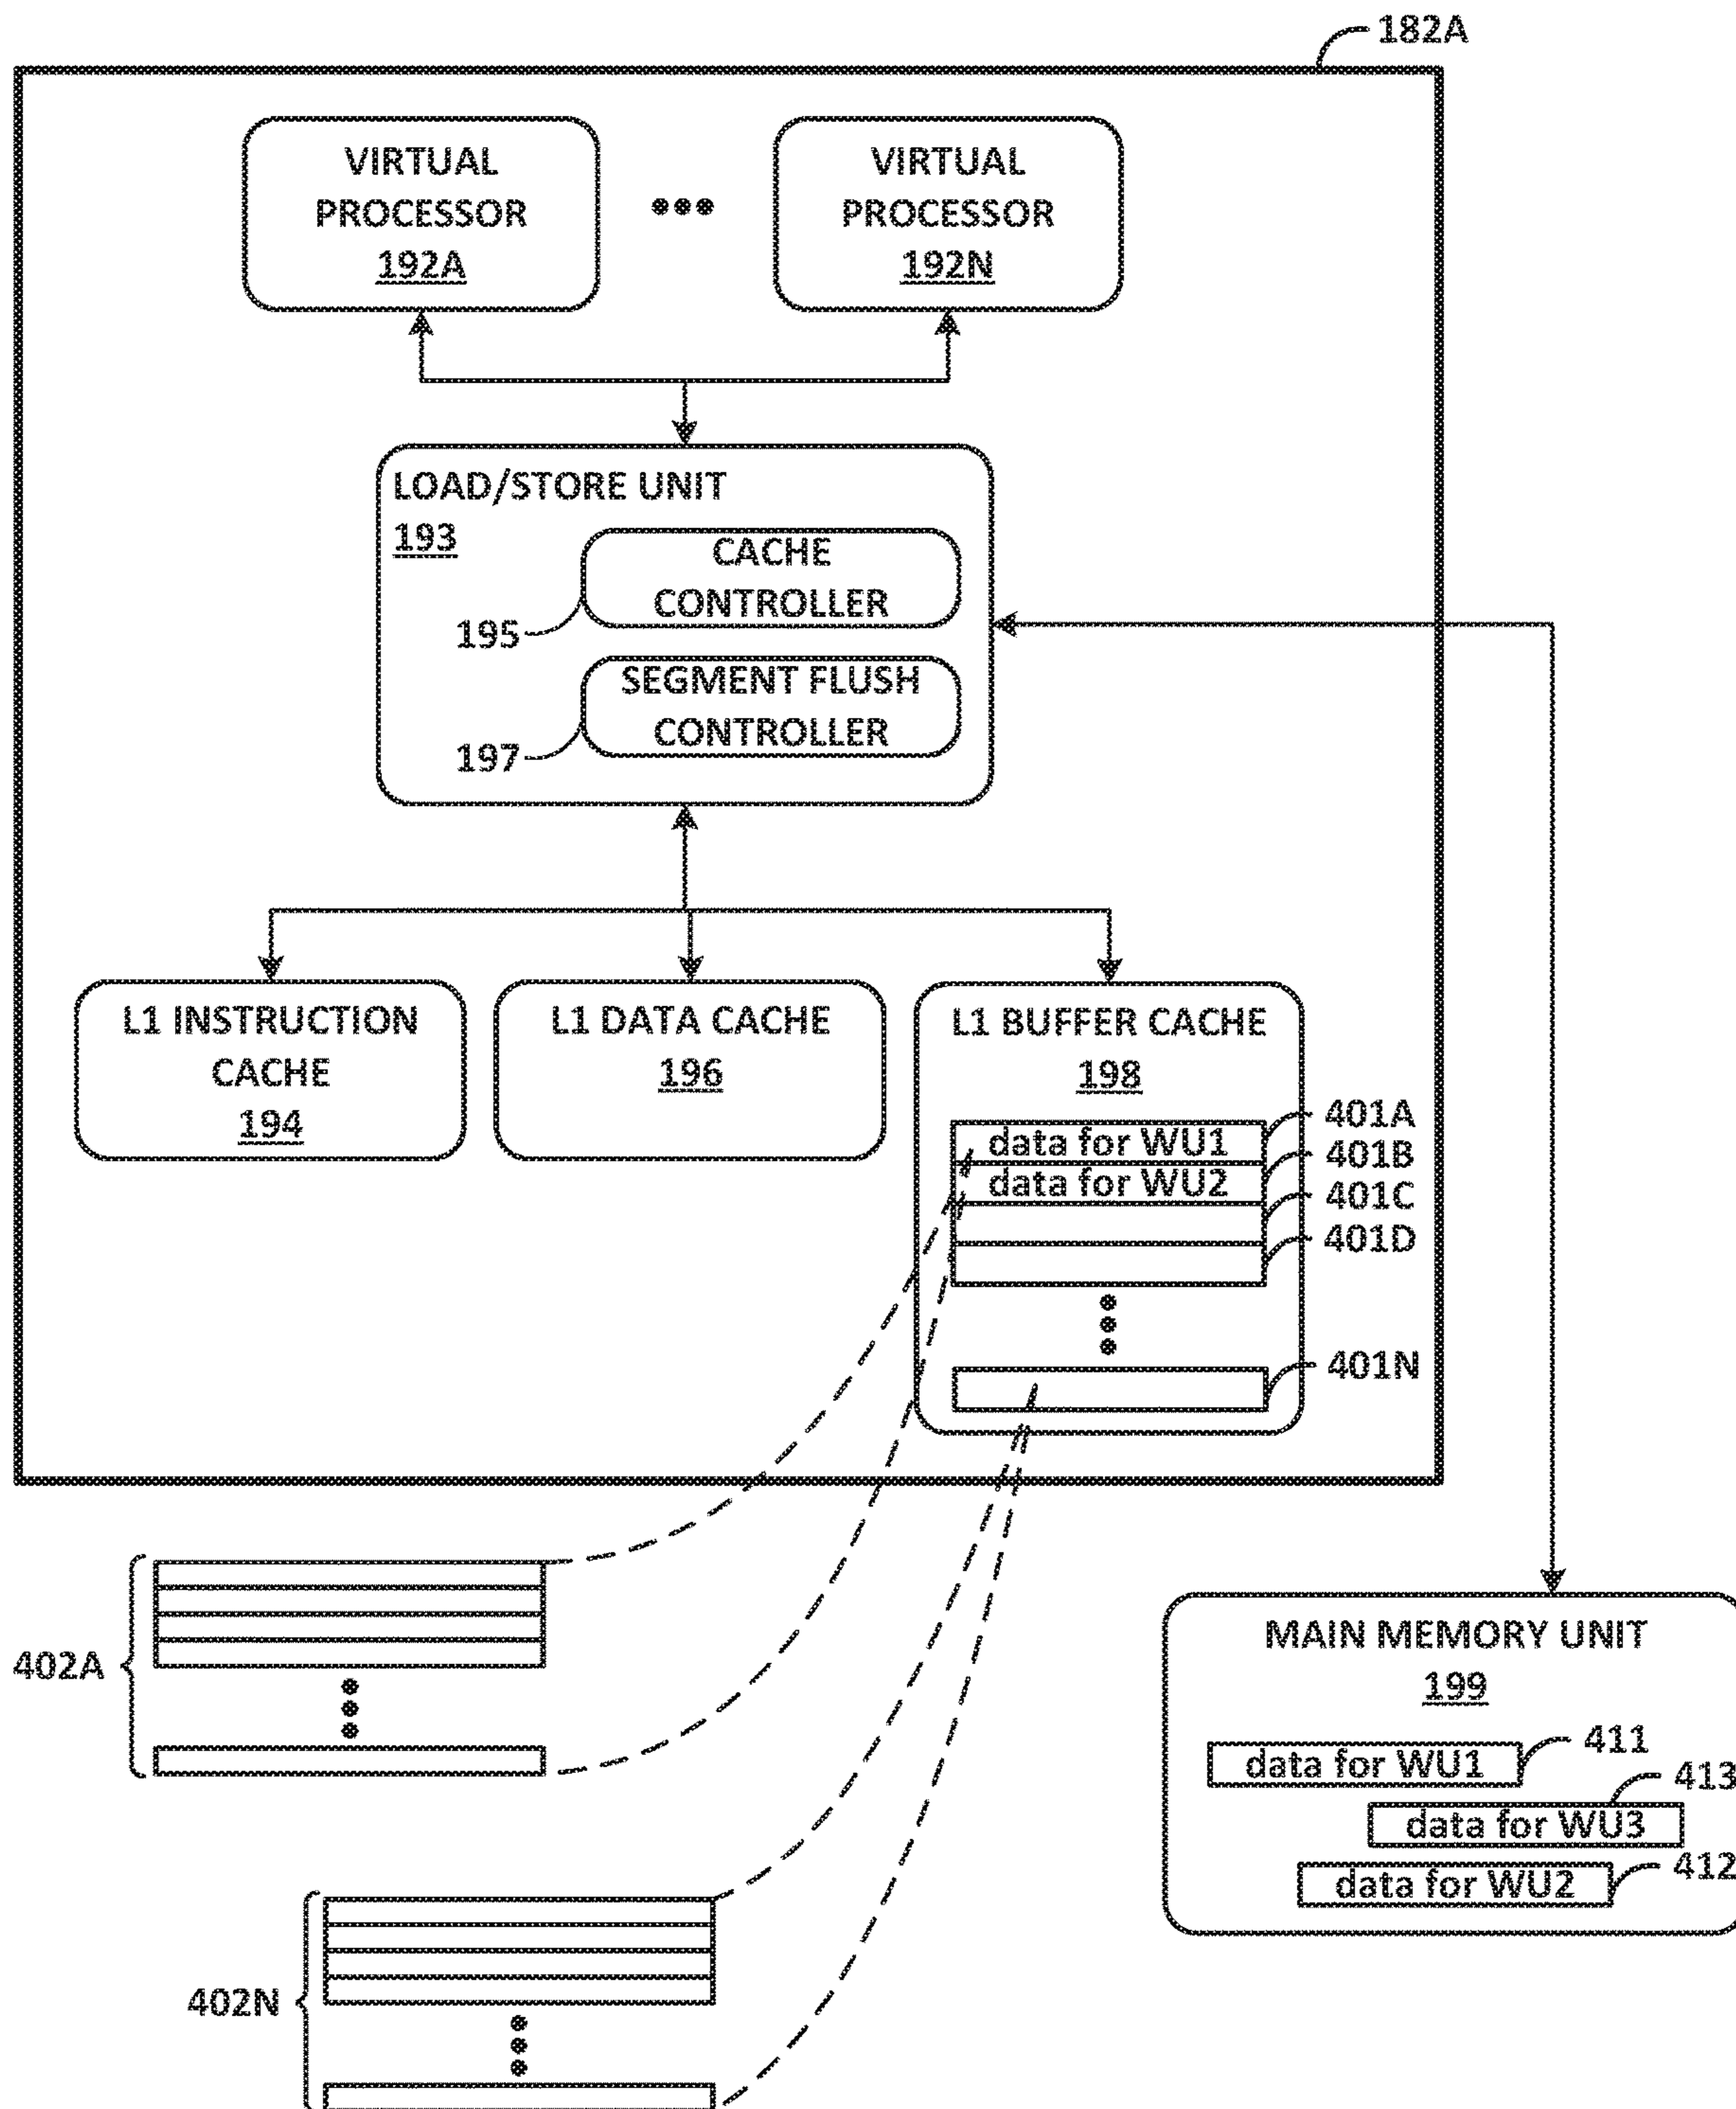 182A
VIRTUAL
PROCESSOR
192A
VIRTUAL
PROCESSOR
192N
LOAD/STORE UNIT
193
CACHE
CONTROLLER
195
SEGMENT FLUSH
CONTROLLER
197
L1 INSTRUCTION
CACHE
194
L1 DATA CACHE
196
L1 BUFFER CACHE
198
data for WU1
401A
data for WU2
401B
401C
401D
401N
402A
402N
MAIN MEMORY UNIT
199
data for WU1
411
data for WU3
413
data for WU2
412